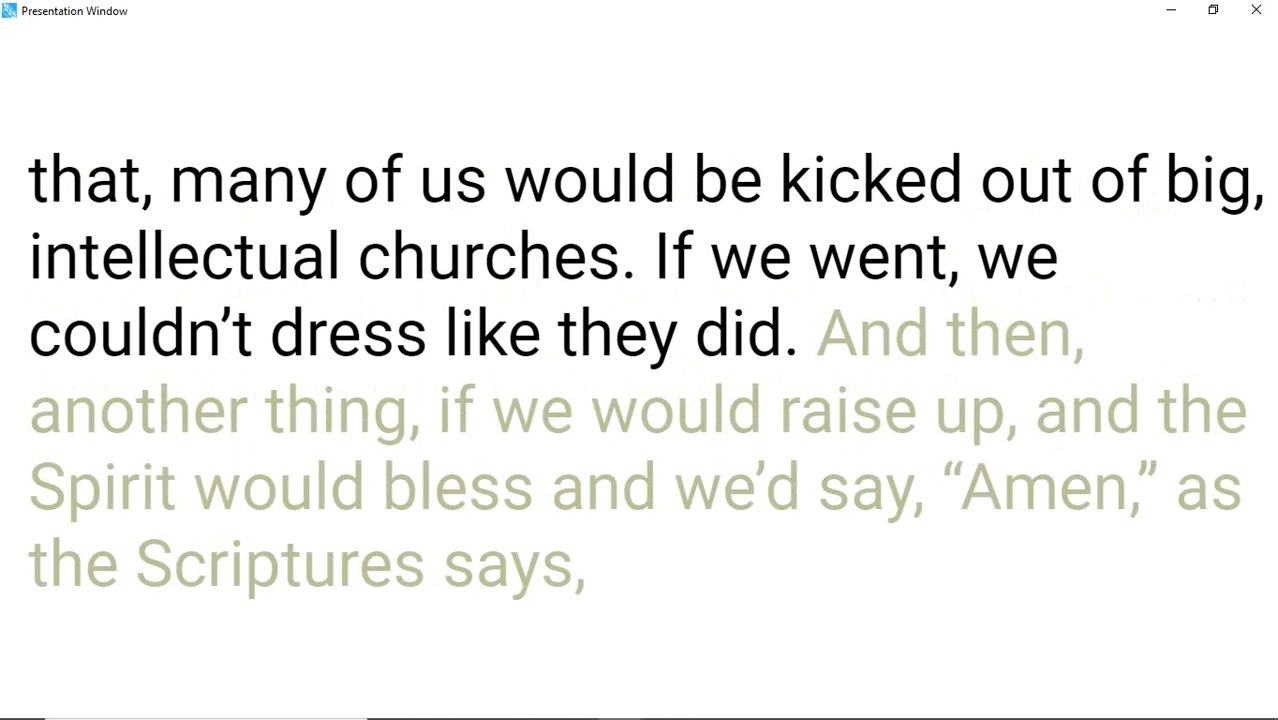 Presentation Window
that, many of us would be kicked out of big,
intellectual churches. If we went, we
couldn’t dress like they did. And then,
another thing, if we would raise up, and the
Spirit would bless and we’d say, “Amen,” as
the Scriptures says,